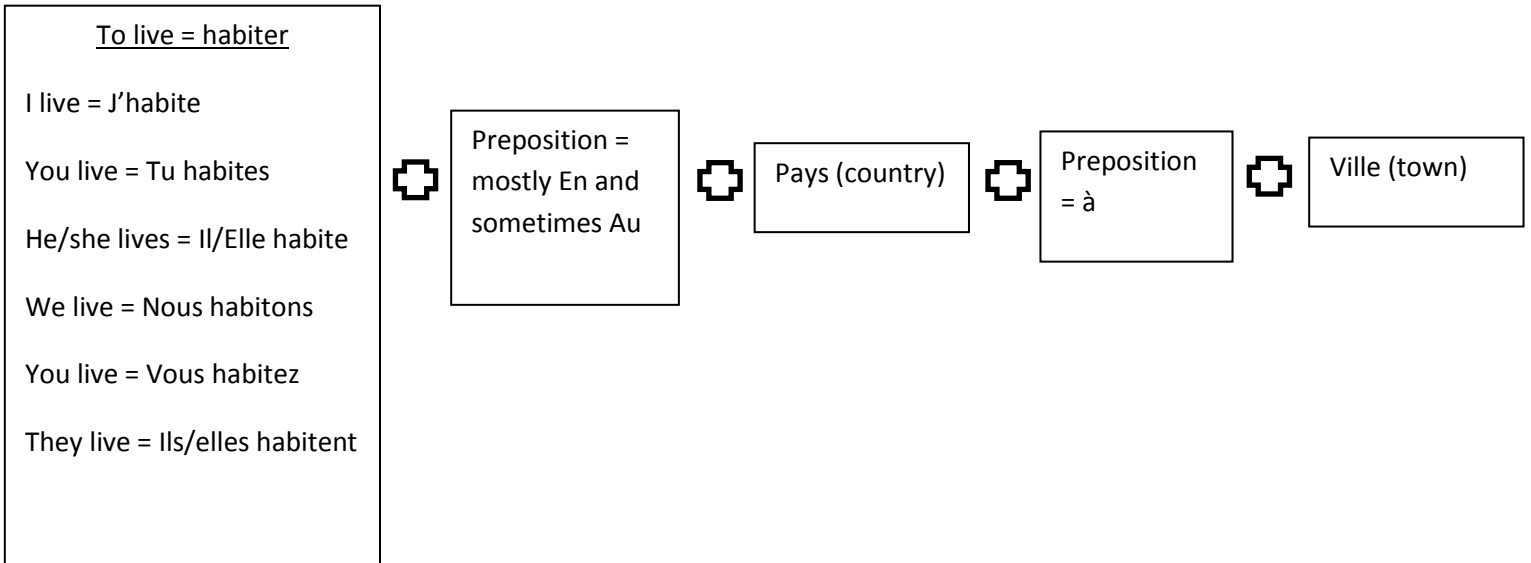 To live = habiter
I live = J’habite
You live = Tu habites
He/she lives = Il/Elle habite
We live = Nous habitons
You live = Vous habitez
They live = Ils/elles habitent
Preposition =
mostly En and
sometimes Au
Pays (country)
Preposition
= à
Ville (town)